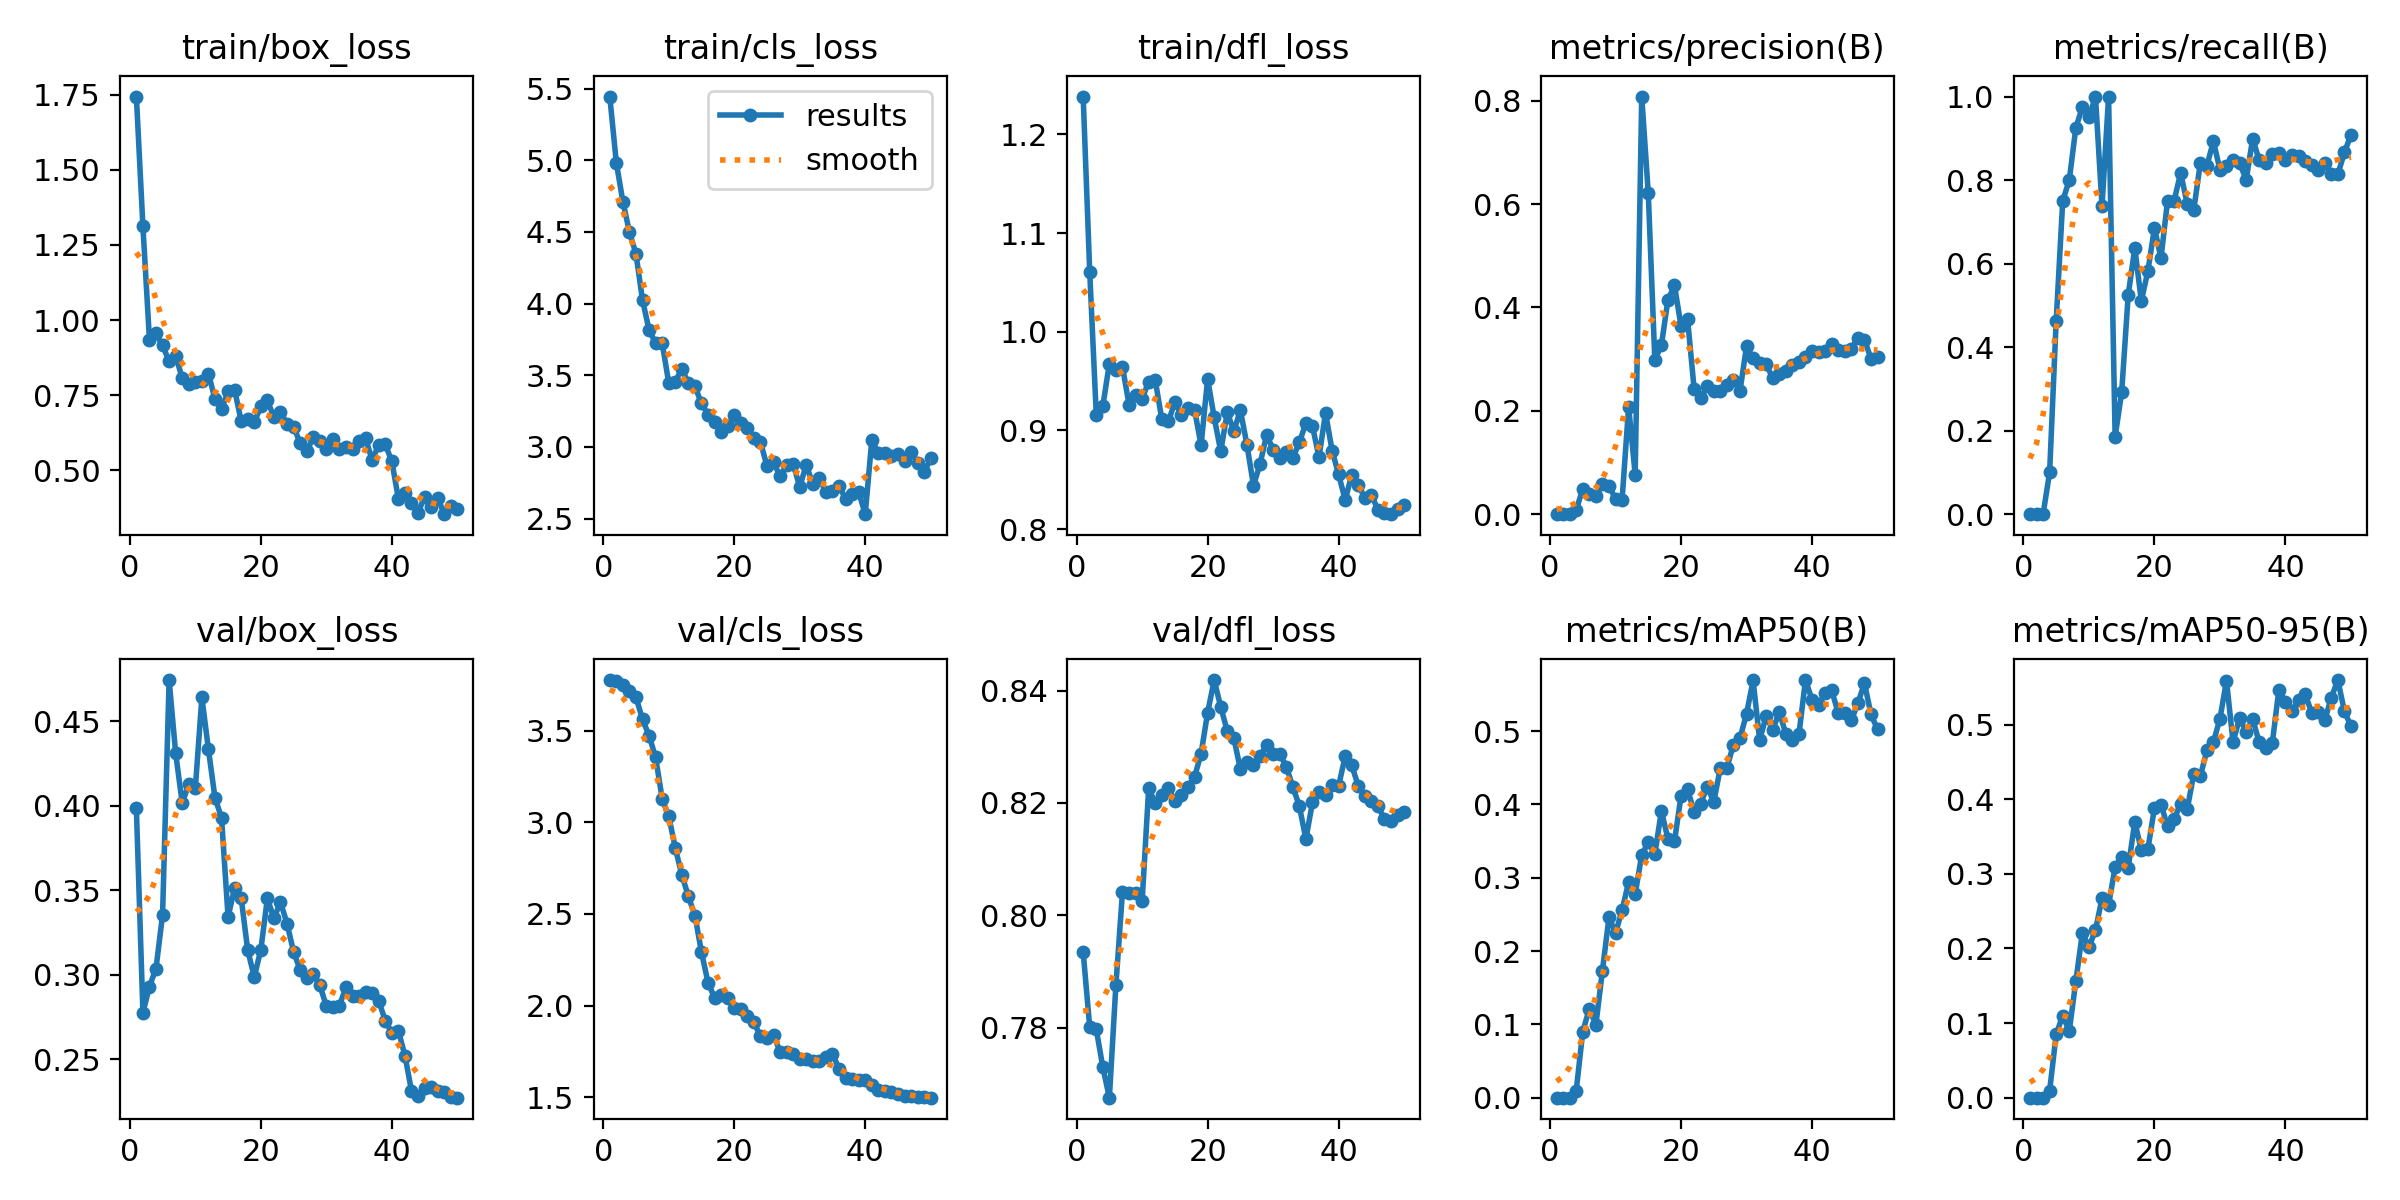 train/box_loss
1.75
1.50
1.25
1.00
0.75
0.50
0 20 40
train/cls_loss
results
smooth
5.5
5.0
4.5
4.0
3.5
3.0
2.5
0 20 40
train/dfl_loss
1.2
1.1
1.0
0.9
0.8
0 20 40
metrics/precision(B)
0.8
0.6
0.4
0.2
0.0
0 20 40
metrics/recall(B)
1.0
0.8
0.6
0.4
0.2
0.0
0 20 40
val/box_loss
0.45
0.40
0.35
0.30
0.25
0 20 40
val/cls_loss
3.5
3.0
2.5
2.0
1.5
0 20 40
val/dfl_loss
0.84
0.82
0.80
0.78
0 20 40
metrics/mAP50(B)
0.5
0.4
0.3
0.2
0.1
0.0
0 20 40
metrics/mAP50-95(B)
0.5
0.4
0.3
0.2
0.1
0.0
0 20 40